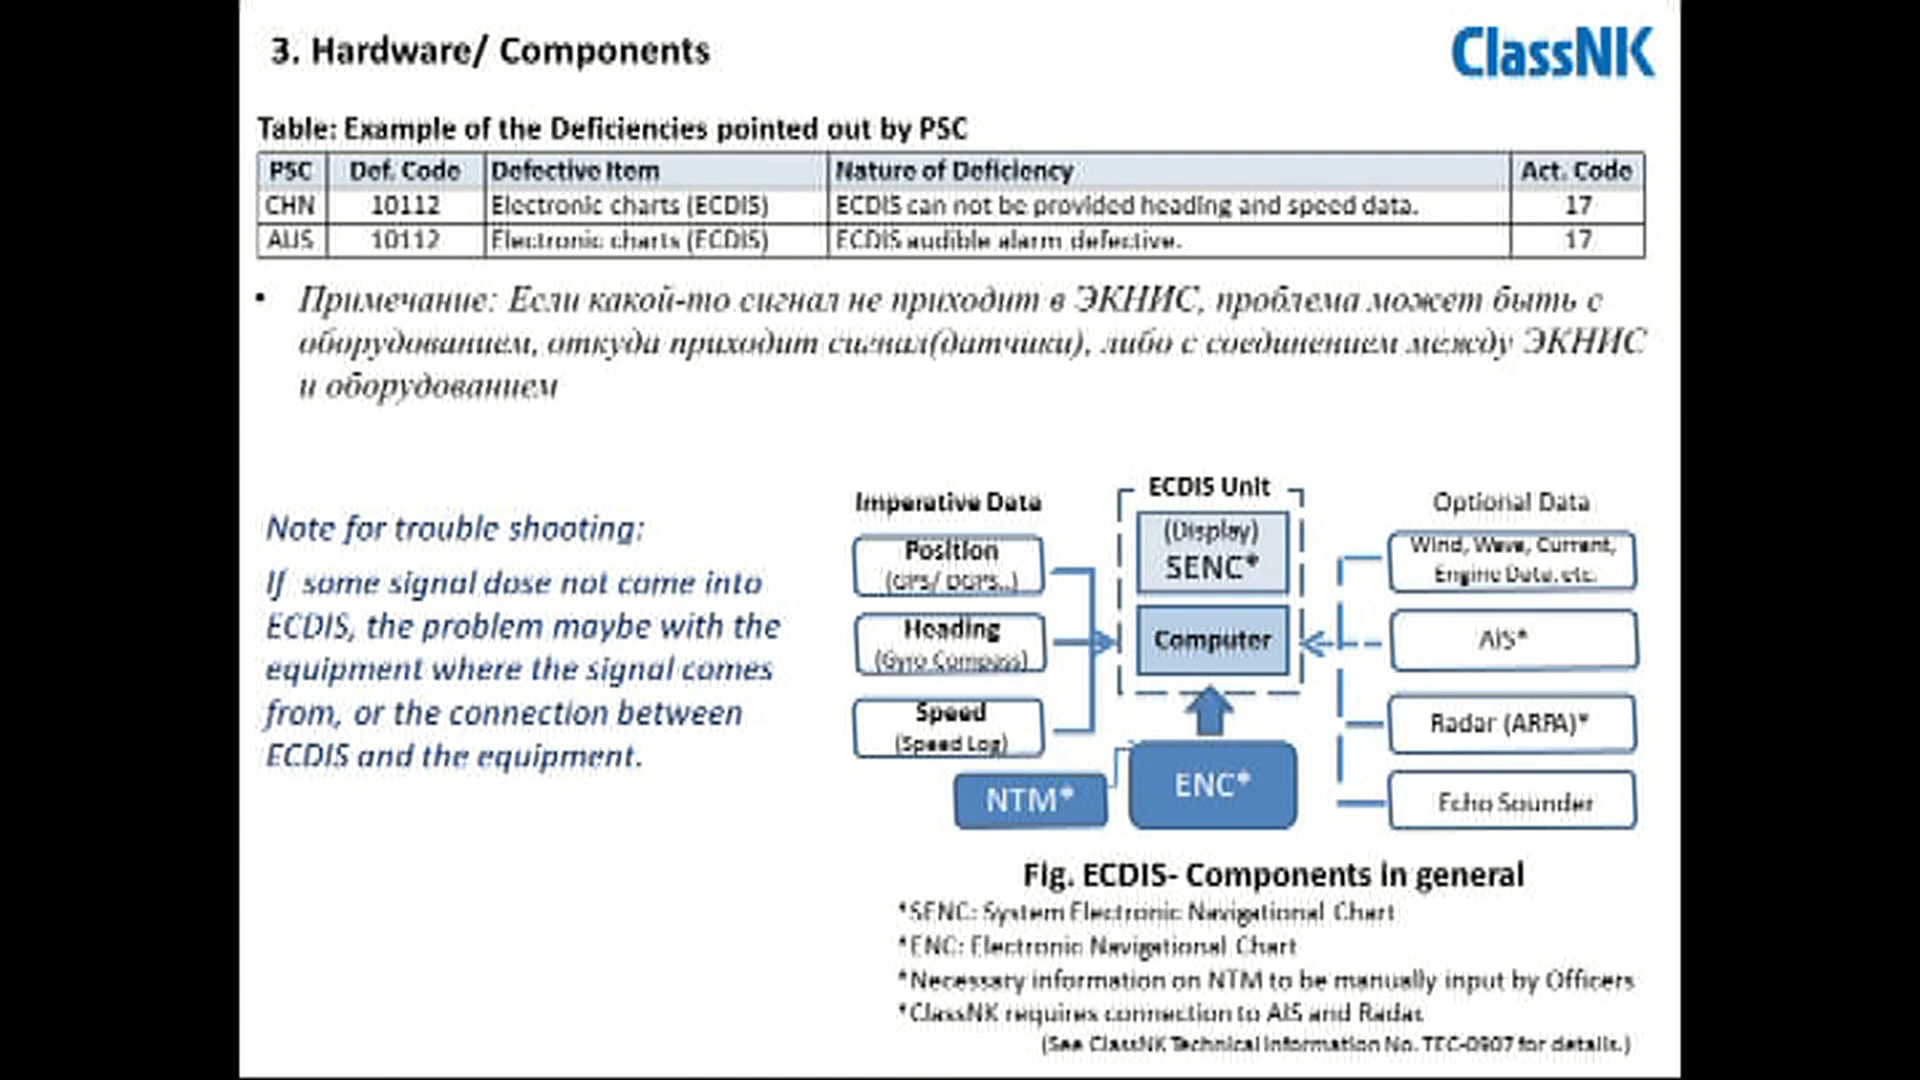 3. Hardware/ Components
ClassNK
Table: Example of the Deficiencies pointed out by PSC
PSC Def. Code Defective Item Nature of Deficiency Act. Code
CHN 10112 Electronic charts (ECDIS) ECDIS can not be provided heading and speed data. 17
AUS 10112 Electronic charts (ECDIS) ECDIS audible alarm defective. 17
• Примечание: Если какой-то сигнал не приходит в ЭКНИС, проблема может быть с
оборудованием, откуда приходит сигнал(датчики), либо с соединением между ЭКНИС
и оборудованием
Note for trouble shooting:
If some signal dose not come into
ECDIS, the problem maybe with the
equipment where the signal comes
from, or the connection between
ECDIS and the equipment.
Imperative Data
Position
(GPS/ DGPS..)
Heading
(Gyro Compass)
Speed
(Speed Log)
NTM*
ECDIS Unit
(Display)
SENC*
Computer
ENC*
Optional Data
Wind, Wave, Current,
Engine Data, etc.
AIS*
Radar (ARPA)*
Echo Sounder
Fig. ECDIS- Components in general
*SENC: System Electronic Navigational Chart
*ENC: Electronic Navigational Chart
*Necessary information on NTM to be manually input by Officers
*ClassNK requires connection to AIS and Radar.
(See ClassNK Technical Information No. TEC-0907 for details.)